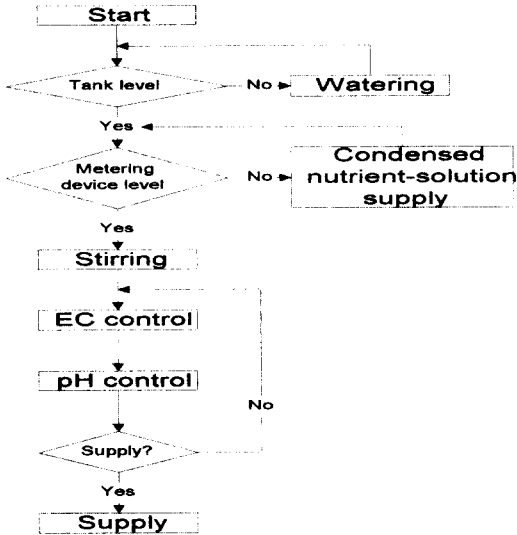 Start
Tank level
No
Watering
Yes
Metering
device level
No
Condensed
nutrient-solution
supply
Yes
Stirring
EC control
pH control
No
Supply?
Yes
Supply